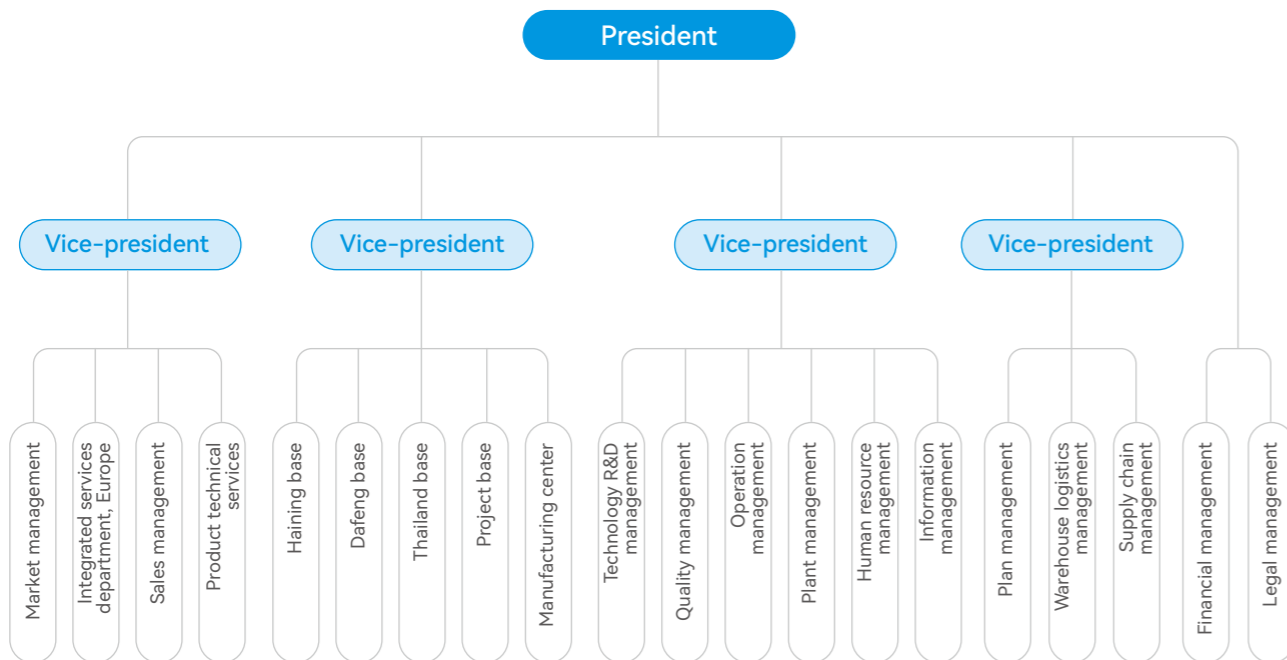 President
Vice-president
Vice-president
Vice-president
Vice-president
Market management
Integrated services
department, Europe
Sales management
Product technical
services
Haining base
Dafeng base
Thailand base
Project base
Manufacturing center
Technology R&D
management
Quality management
Operation
management
Plant management
Human resource
management
Information
management
Plan management
Warehouse logistics
management
Supply chain
management
Financial management
Legal management